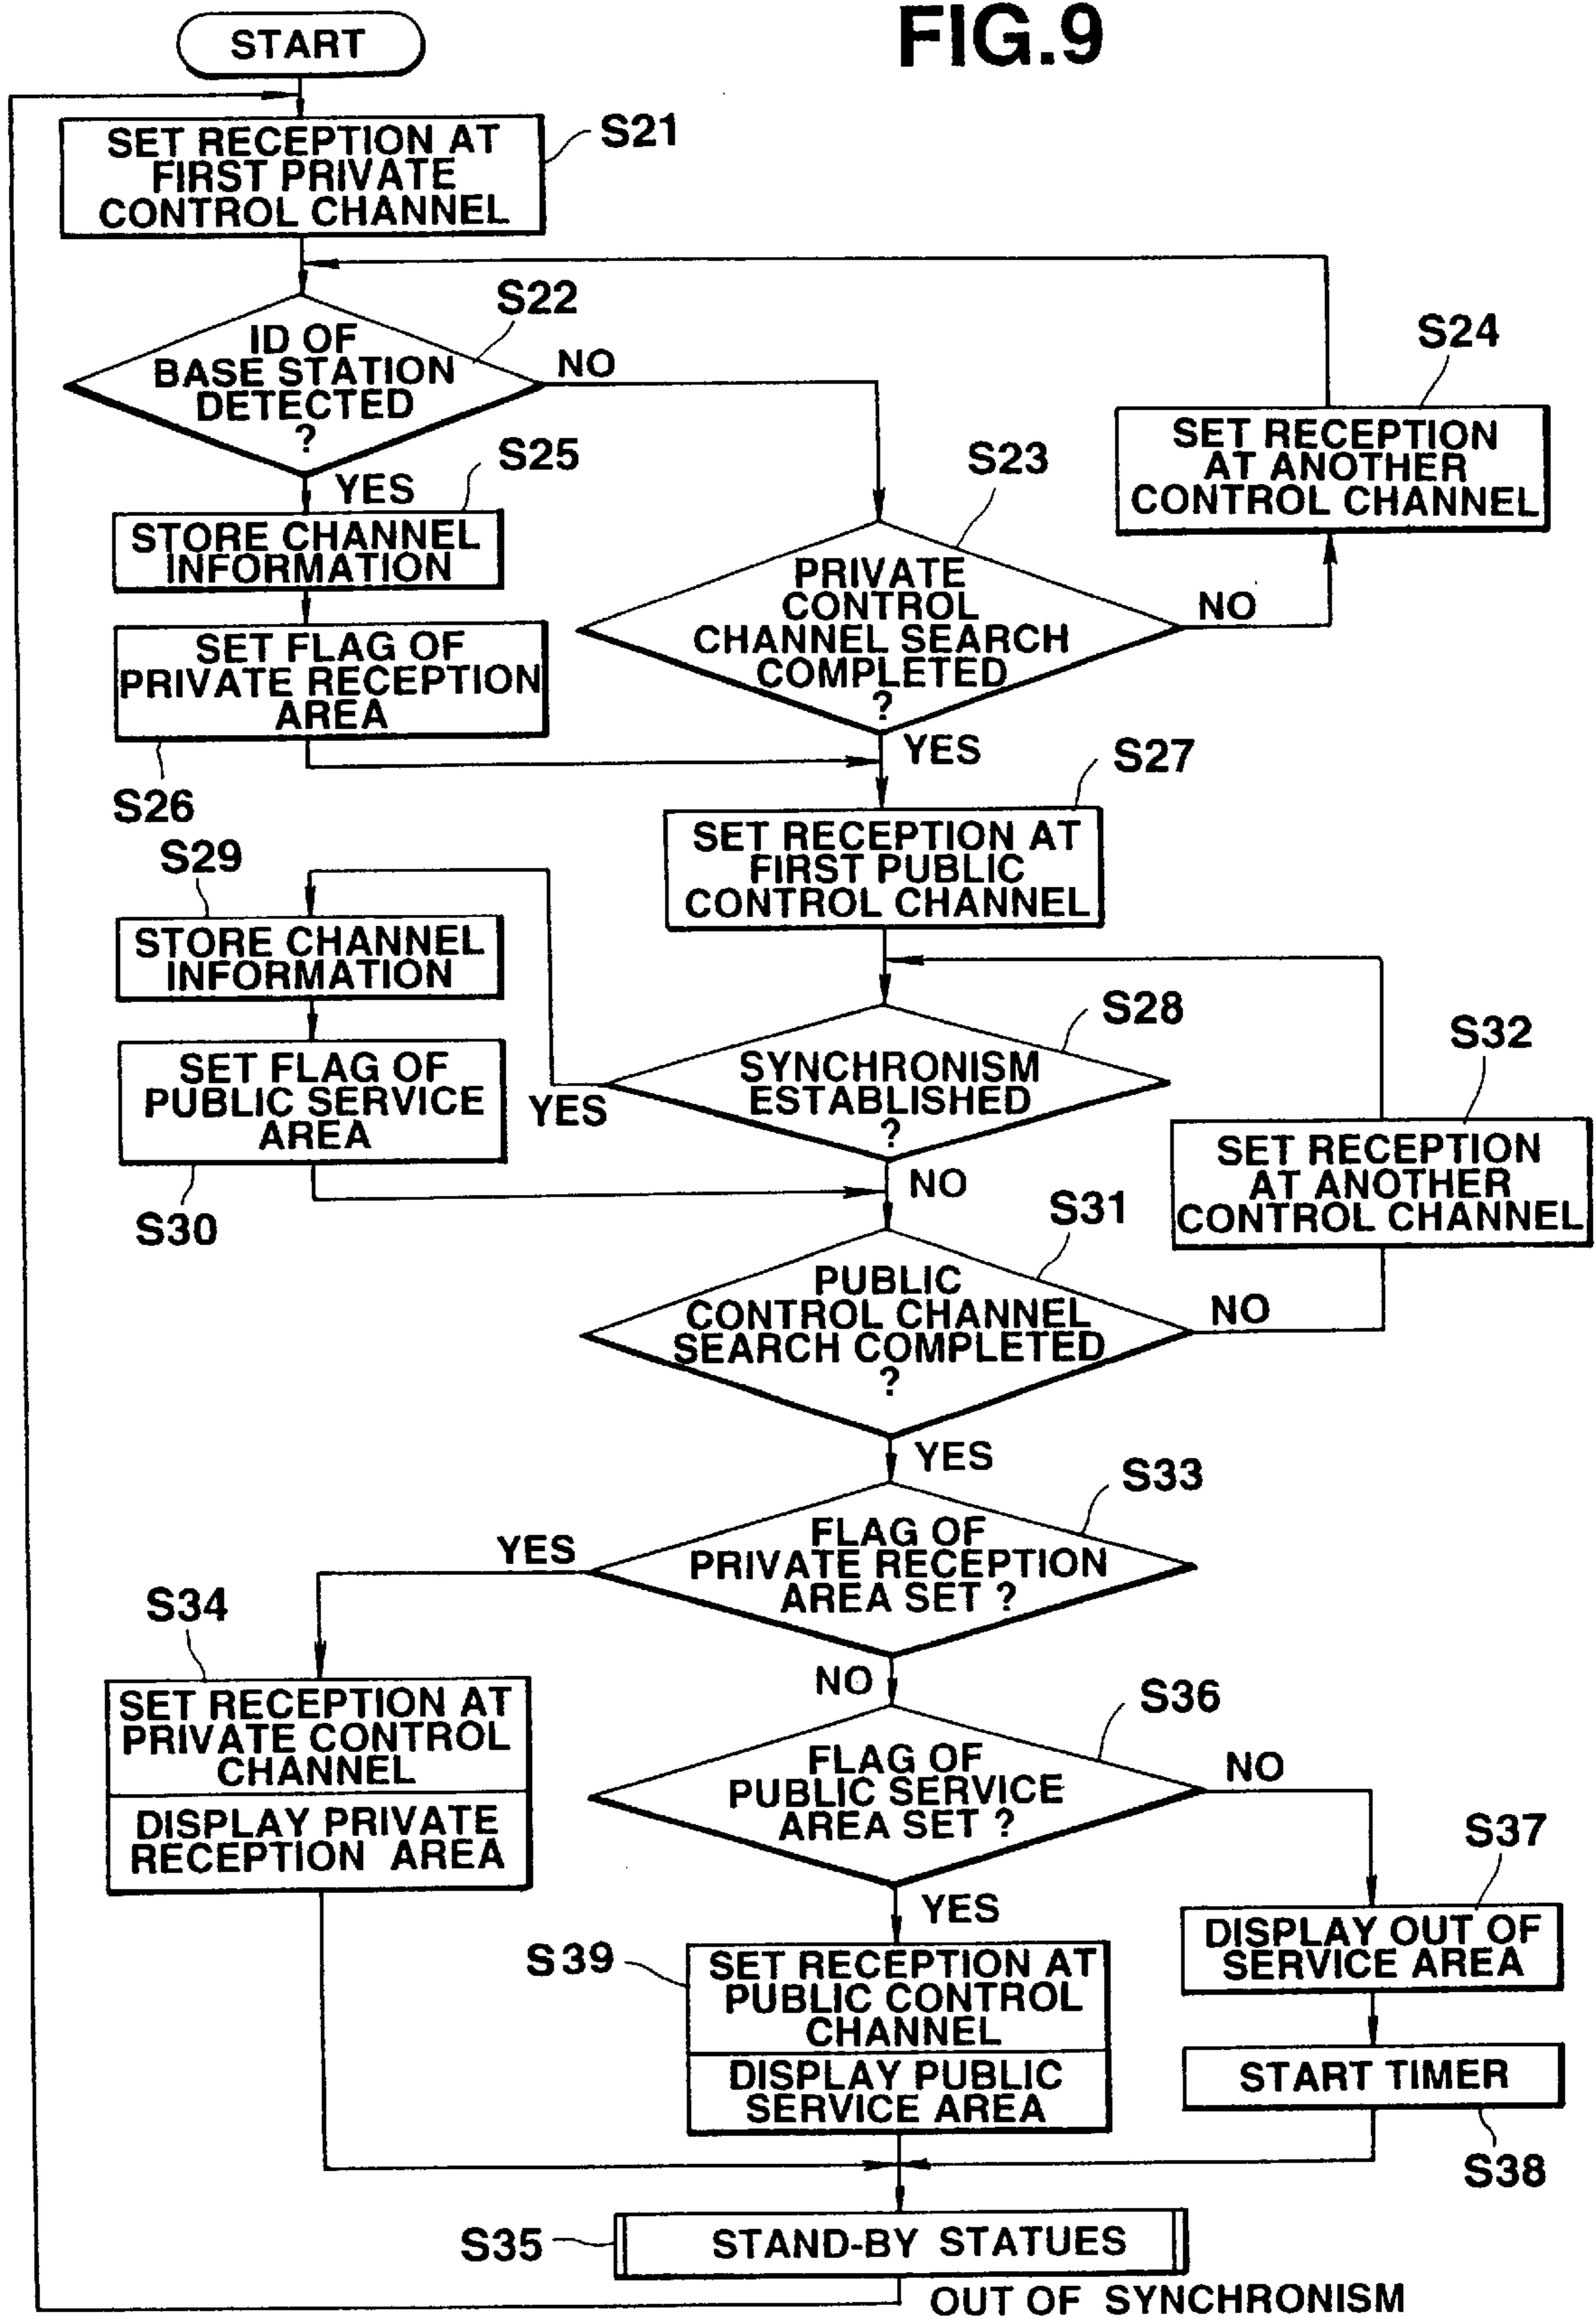 FIG.9
START
SET RECEPTION AT
FIRST PRIVATE
CONTROL CHANNEL
S21
ID OF
BASE STATION
DETECTED
?
S22
NO
YES
S25
STORE CHANNEL
INFORMATION
SET FLAG OF
PRIVATE RECEPTION
AREA
S26
S23
PRIVATE
CONTROL
CHANNEL SEARCH
COMPLETED
?
NO
YES
S24
SET RECEPTION
AT ANOTHER
CONTROL CHANNEL
S27
SET RECEPTION AT
FIRST PUBLIC
CONTROL CHANNEL
S28
SYNCHRONISM
ESTABLISHED
?
YES
NO
S29
STORE CHANNEL
INFORMATION
SET FLAG OF
PUBLIC SERVICE
AREA
S30
S31
PUBLIC
CONTROL CHANNEL
SEARCH COMPLETED
?
NO
YES
S32
SET RECEPTION
AT ANOTHER
CONTROL CHANNEL
S33
FLAG OF
PRIVATE RECEPTION
AREA SET ?
YES
NO
S34
SET RECEPTION AT
PRIVATE CONTROL
CHANNEL
DISPLAY PRIVATE
RECEPTION AREA
S36
FLAG OF
PUBLIC SERVICE
AREA SET ?
NO
YES
S37
DISPLAY OUT OF
SERVICE AREA
START TIMER
S38
S39
SET RECEPTION AT
PUBLIC CONTROL
CHANNEL
DISPLAY PUBLIC
SERVICE AREA
S35
STAND-BY STATUES
OUT OF SYNCHRONISM